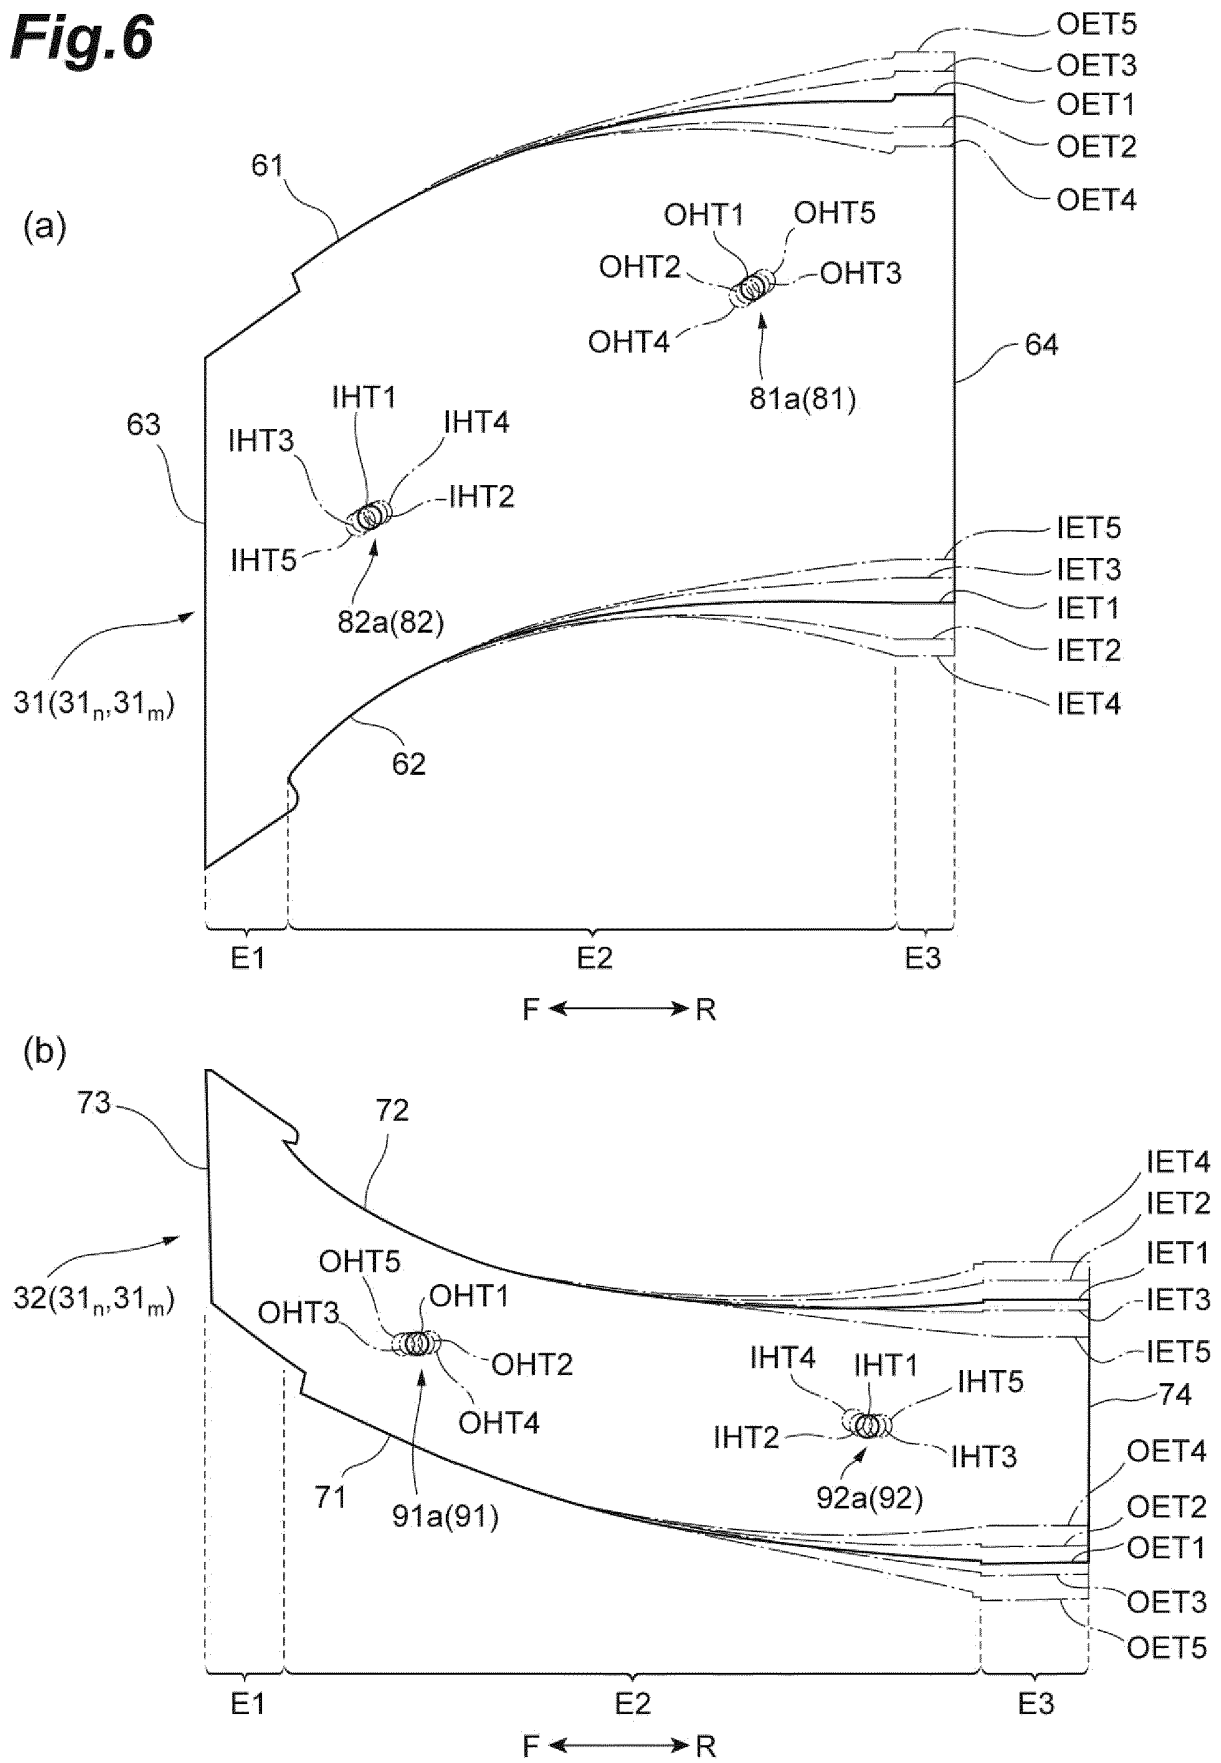 Fig.6
(a)
OET5
OET3
OET1
OET2
OET4
61
OHT1
OHT5
OHT2
OHT3
OHT4
81a(81)
64
63
IHT1
IHT3
IHT4
IHT2
IHT5
82a(82)
31(31n,31m)
62
IET5
IET3
IET1
IET2
IET4
E1
E2
E3
F
R
(b)
73
72
32(31n,31m)
OHT5
OHT1
OHT3
OHT2
OHT4
91a(91)
71
IHT4
IHT1
IHT5
IHT2
IHT3
92a(92)
IET4
IET2
IET1
IET3
IET5
74
OET4
OET2
OET1
OET3
OET5
E1
E2
E3
F
R